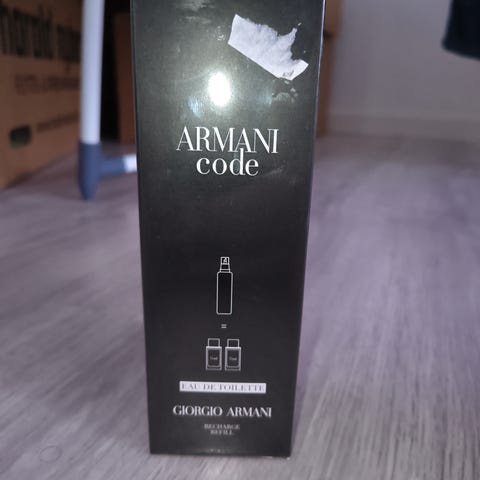 ARMANI
code
=
EAU DE TOILETTE
GIORGIO ARMANI
RECHARGE
REFILL